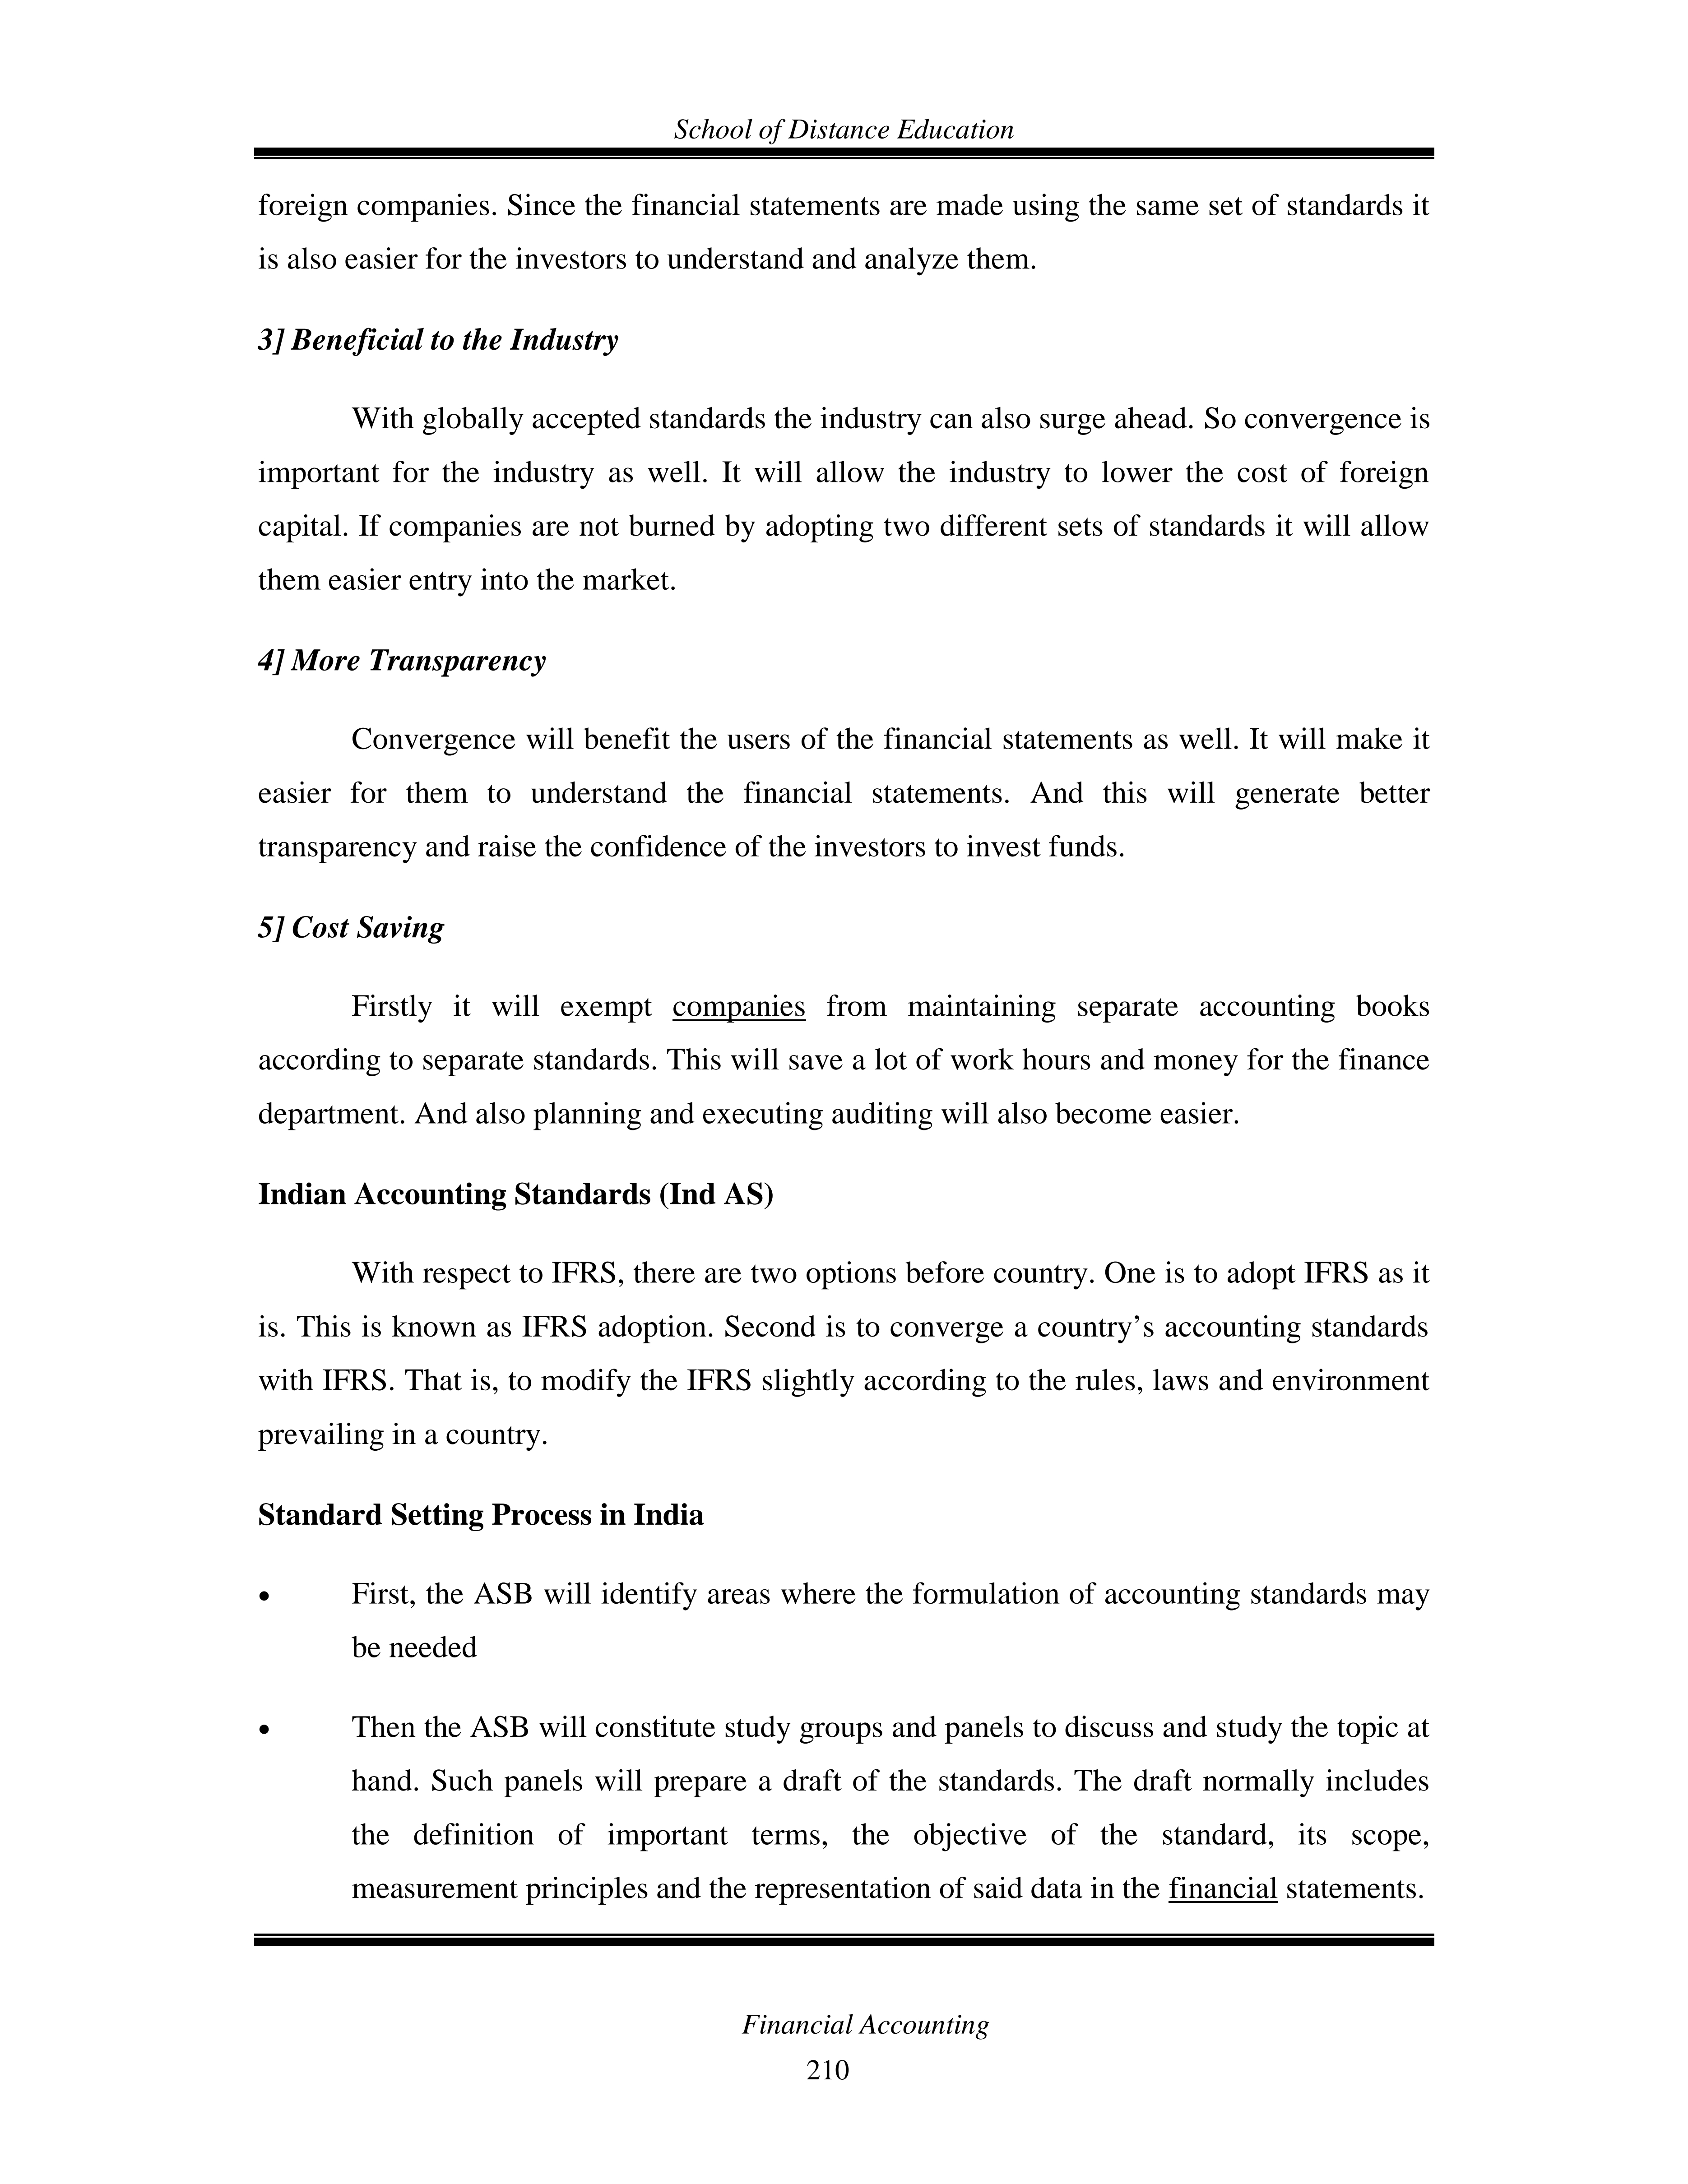 School of Distance Education
foreign companies. Since the financial statements are made using the same set of standards it
is also easier for the investors to understand and analyze them.
3] Beneficial to the Industry
With globally accepted standards the industry can also surge ahead. So convergence is
important for the industry as well. It will allow the industry to lower the cost of foreign
capital. If companies are not burned by adopting two different sets of standards it will allow
them easier entry into the market.
4] More Transparency
Convergence will benefit the users of the financial statements as well. It will make it
easier for them to understand the financial statements. And this will generate better
transparency and raise the confidence of the investors to invest funds.
5] Cost Saving
Firstly it will exempt companies from maintaining separate accounting books
according to separate standards. This will save a lot of work hours and money for the finance
department. And also planning and executing auditing will also become easier.
Indian Accounting Standards (Ind AS)
With respect to IFRS, there are two options before country. One is to adopt IFRS as it
is. This is known as IFRS adoption. Second is to converge a country’s accounting standards
with IFRS. That is, to modify the IFRS slightly according to the rules, laws and environment
prevailing in a country.
Standard Setting Process in India
• First, the ASB will identify areas where the formulation of accounting standards may
be needed
• Then the ASB will constitute study groups and panels to discuss and study the topic at
hand. Such panels will prepare a draft of the standards. The draft normally includes
the definition of important terms, the objective of the standard, its scope,
measurement principles and the representation of said data in the financial statements.
Financial Accounting
210